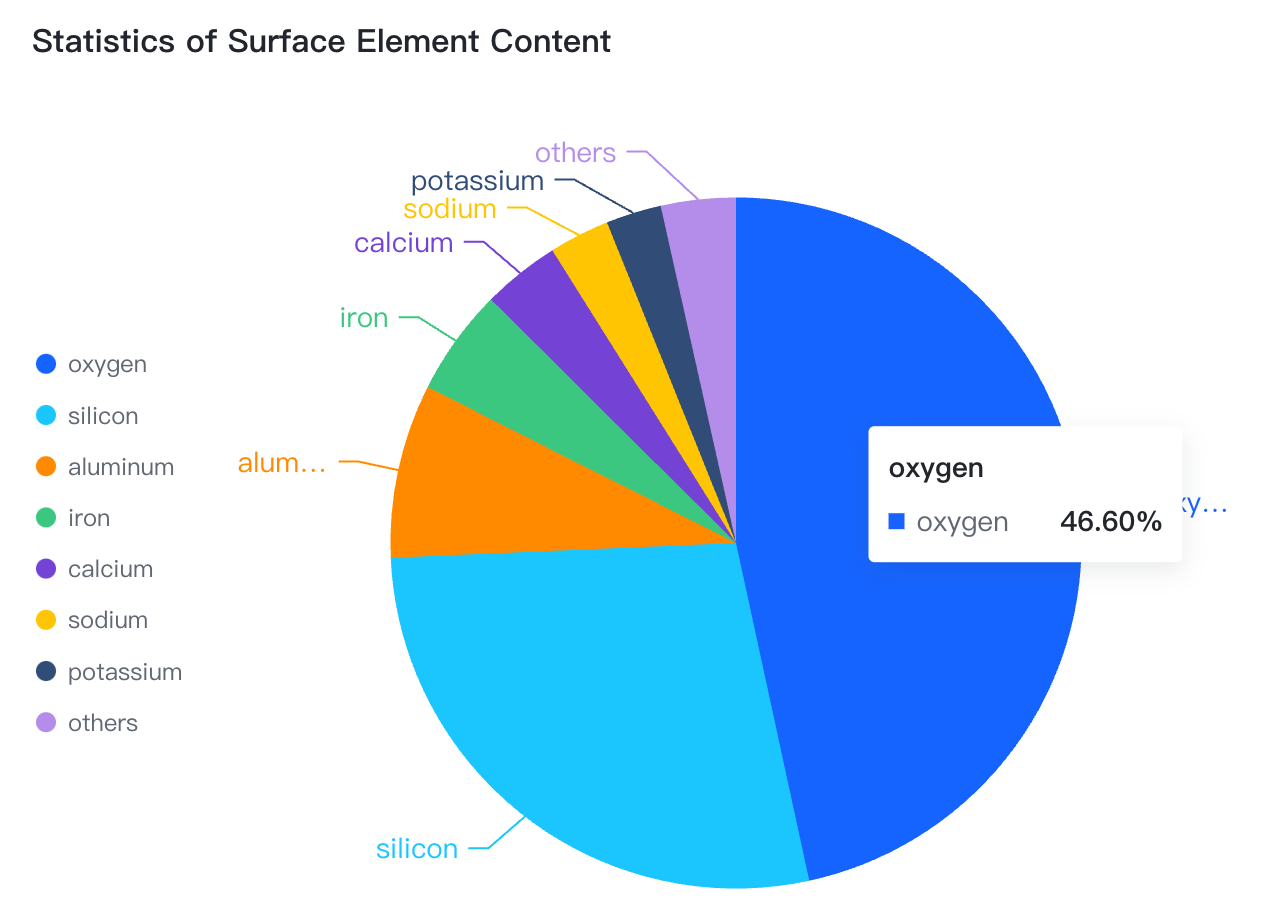 Statistics of Surface Element Content
others
potassium
sodium
calcium
iron
alum...
silicon
oxygen
silicon
aluminum
iron
calcium
sodium
potassium
others
oxygen
oxygen 46.60%
xy...